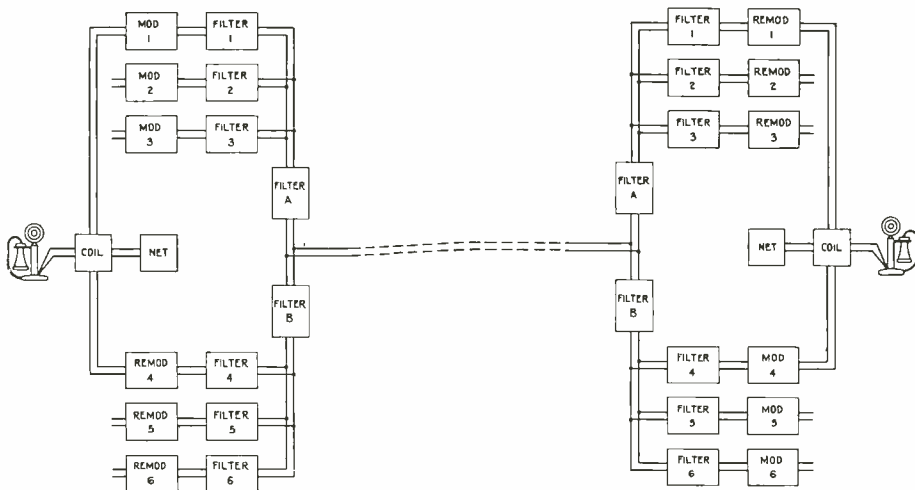 MOD
1
FILTER
1
FILTER
1
REMOD
1
MOD
2
FILTER
2
FILTER
2
REMOD
2
MOD
3
FILTER
3
FILTER
3
REMOD
3
FILTER
A
FILTER
A
COIL
NET
NET
COIL
FILTER
B
FILTER
B
REMOD
4
FILTER
4
FILTER
4
MOD
4
REMOD
5
FILTER
5
FILTER
5
MOD
5
REMOD
6
FILTER
6
FILTER
6
MOD
6